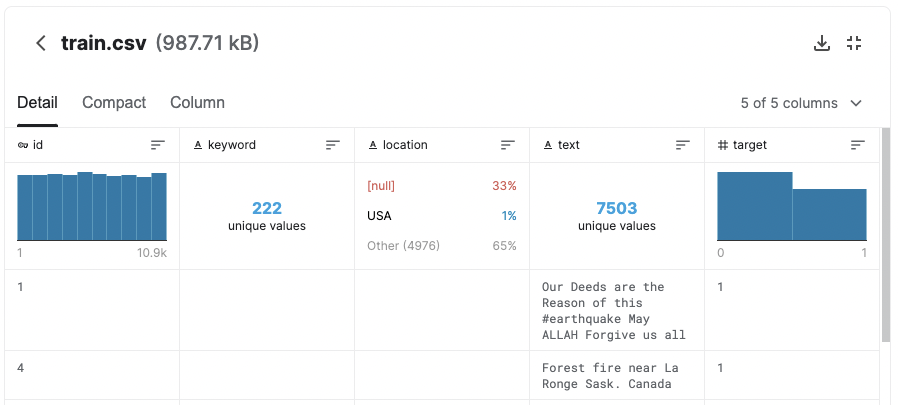 train.csv (987.71 kB)
Detail Compact Column 5 of 5 columns
id keyword location text target
[null] 33%
222 USA 1% 7503
unique values unique values
Other (4976) 65%
1 10.9k 0 1
1 Our Deeds are the 1
Reason of this
#earthquake May
ALLAH Forgive us all
4 Forest fire near La 1
Ronge Sask. Canada